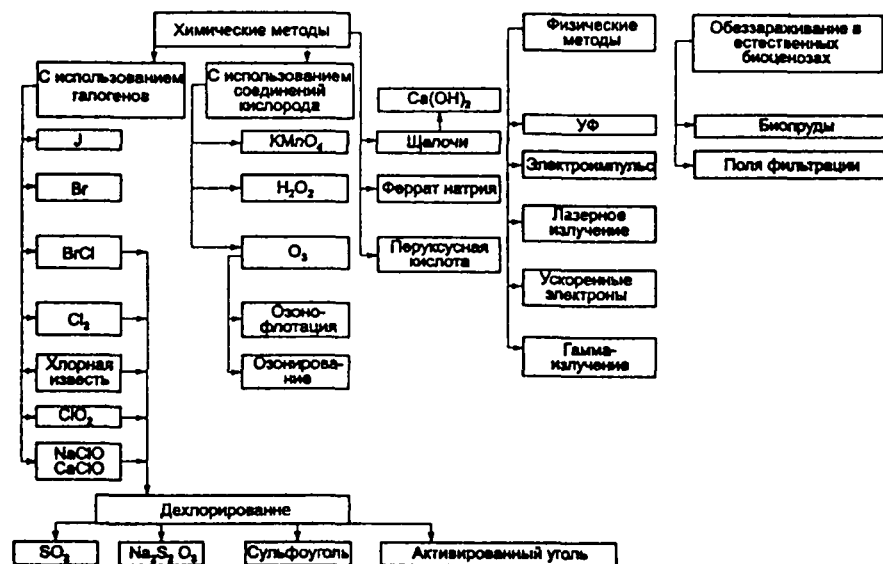 Химические методы
С использованием
галогенов
J
Br
BrCl
Cl₂
Хлорная
известь
ClO₂
NaClO
CaClO
С использованием
соединений
кислорода
KMnO₄
H₂O₂
O₃
Озоно-
флотация
Озонирова-
ние
Ca(OH)₂
Щелочи
Феррат натрия
Перуксусная
кислота
Физические
методы
УФ
Электроимпульс
Лазерное
излучение
Ускоренные
электроны
Гамма-
излучение
Обеззараживание в
естественных
биоценозах
Биопруды
Поля фильтрации
Дехлорирование
SO₂
Na₂S₂O₃
Сульфоуголь
Активированный уголь